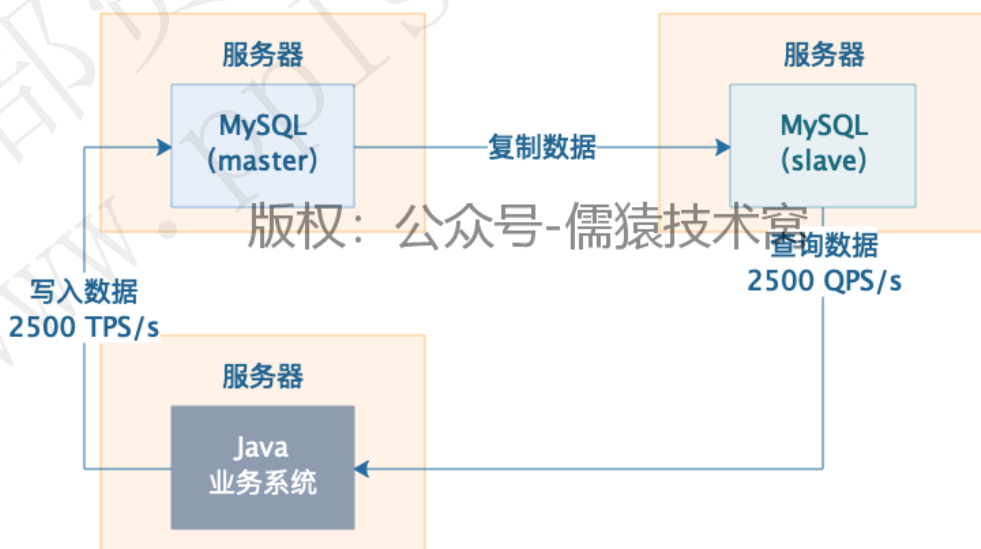 服务器
MySQL
(master)
复制数据
服务器
MySQL
(slave)
版权：公众号-儒猿技术窝
查询数据
2500 QPS/s
写入数据
2500 TPS/s
服务器
Java
业务系统